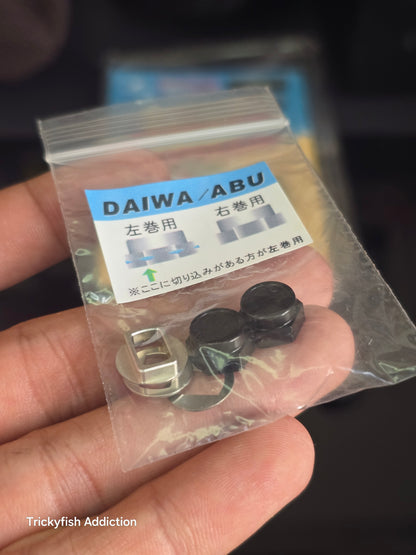 DAIWA/ABU
左巻用 右巻用
※ここに切り込みがある方が左巻用
Trickyfish Addiction